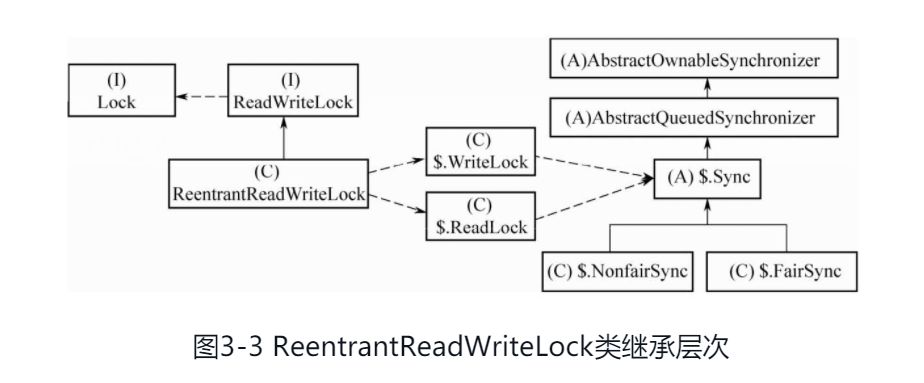 (I)
Lock
(I)
ReadWriteLock
(C)
ReentrantReadWriteLock
(C)
$.WriteLock
(C)
$.ReadLock
(A)AbstractOwnableSynchronizer
(A)AbstractQueuedSynchronizer
(A) $.Sync
(C) $.NonfairSync
(C) $.FairSync
图3-3 ReentrantReadWriteLock类继承层次